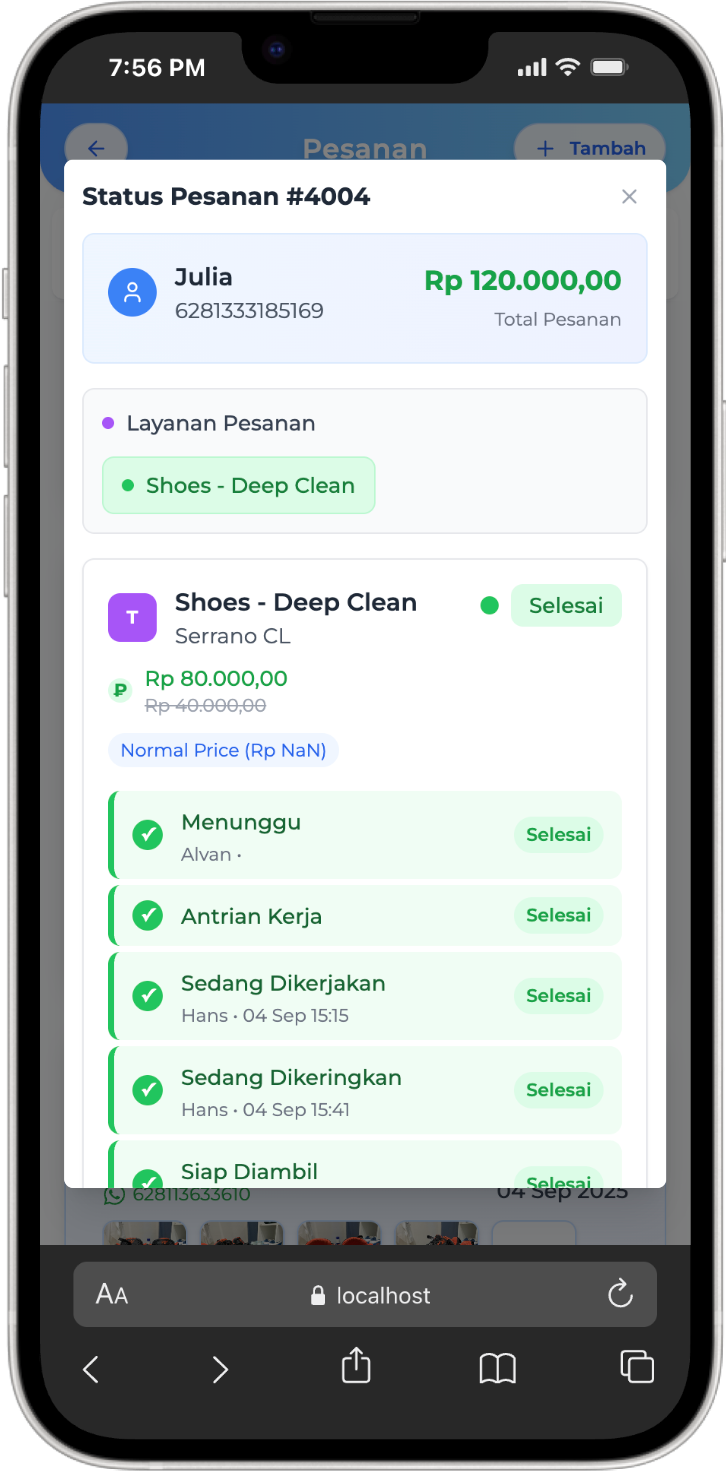 7:56 PM
Pesanan
+ Tambah
Status Pesanan #4004
Julia
6281333185169
Rp 120.000,00
Total Pesanan
Layanan Pesanan
Shoes - Deep Clean
T
Shoes - Deep Clean
Serrano CL
Selesai
₽
Rp 80.000,00
Rp 40.000,00
Normal Price (Rp NaN)
Menunggu
Alvan •
Selesai
Antrian Kerja
Selesai
Sedang Dikerjakan
Hans • 04 Sep 15:15
Selesai
Sedang Dikeringkan
Hans • 04 Sep 15:41
Selesai
Siap Diambil
Selesai
628113633610
04 Sep 2025
AA
localhost